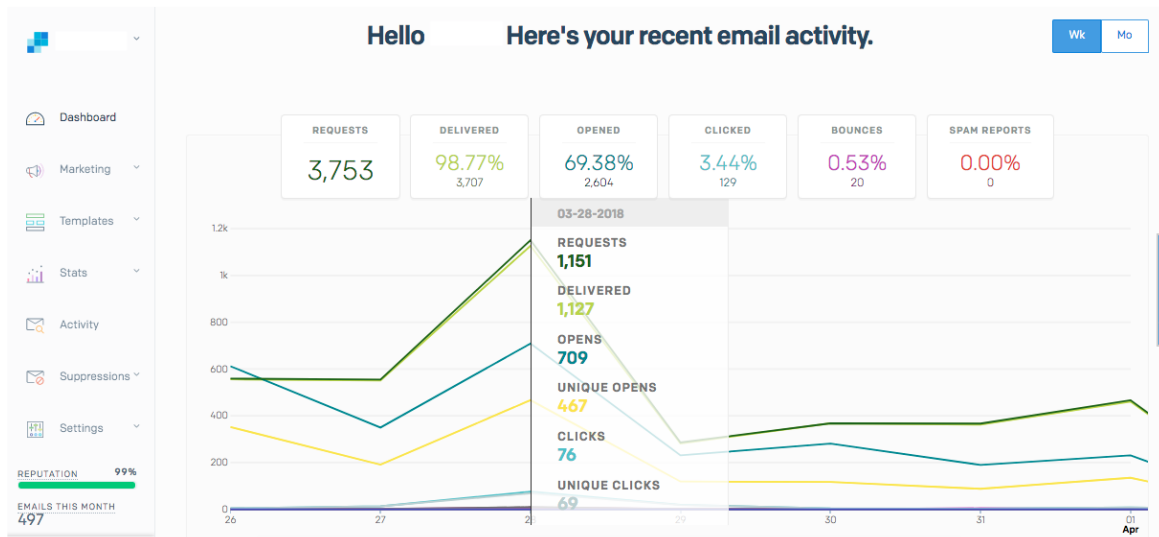 Hello Here's your recent email activity.
Wk Mo
Dashboard
Marketing
Templates
Stats
Activity
Suppressions
Settings
REPUTATION 99%
EMAILS THIS MONTH
497
REQUESTS
3,753
DELIVERED
98.77%
3,707
OPENED
69.38%
2,604
CLICKED
3.44%
129
BOUNCES
0.53%
20
SPAM REPORTS
0.00%
0
03-28-2018
REQUESTS
1,151
DELIVERED
1,127
OPENS
709
UNIQUE OPENS
467
CLICKS
76
UNIQUE CLICKS
69
1.2k
1k
800
600
400
200
0
26 27 28 29 30 31 01
Apr